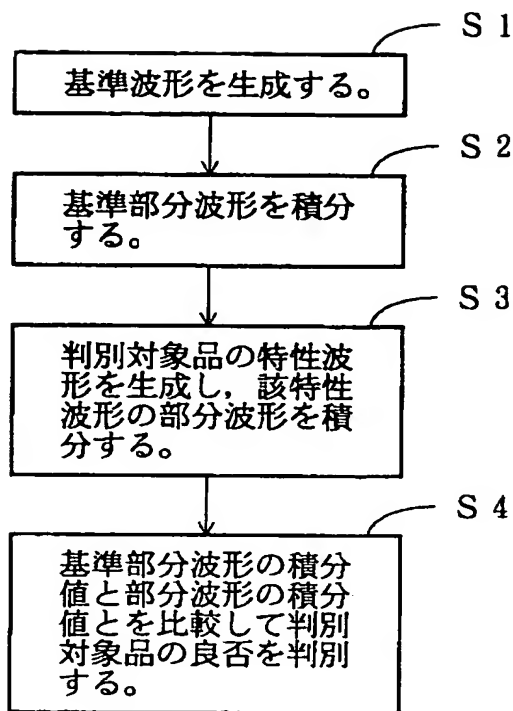 S 1
基準波形を生成する。
S 2
基準部分波形を積分
する。
S 3
判別対象品の特性波
形を生成し，該特性
波形の部分波形を積
分する。
S 4
基準部分波形の積分
値と部分波形の積分
値とを比較して判別
対象品の良否を判別
する。